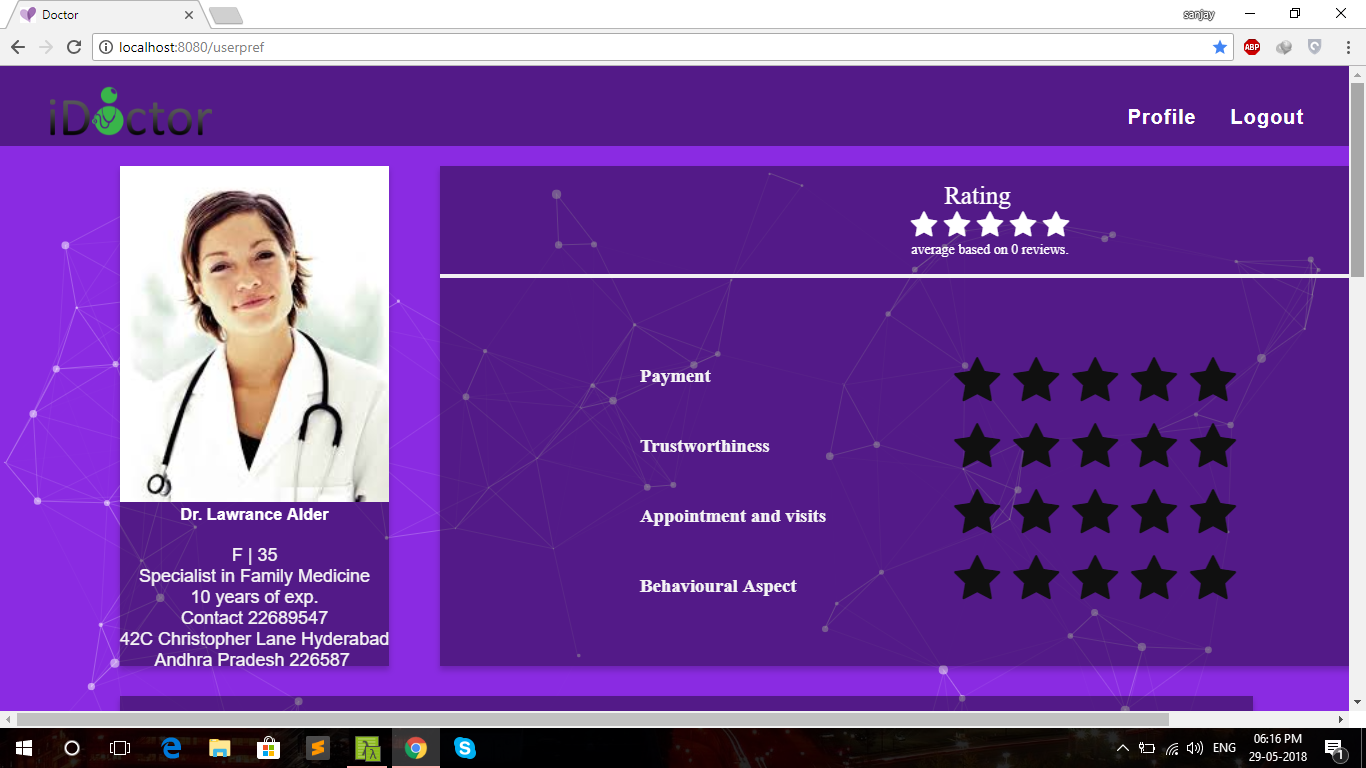 Doctor
sanjay
localhost:8080/userpref
ABP
iDoctor
Profile
Logout
Rating
average based on 0 reviews.
Payment
Trustworthiness
Appointment and visits
Behavioural Aspect
Dr. Lawrance Alder
F | 35
Specialist in Family Medicine
10 years of exp.
Contact 22689547
42C Christopher Lane Hyderabad
Andhra Pradesh 226587
ENG
06:16 PM
29-05-2018
1